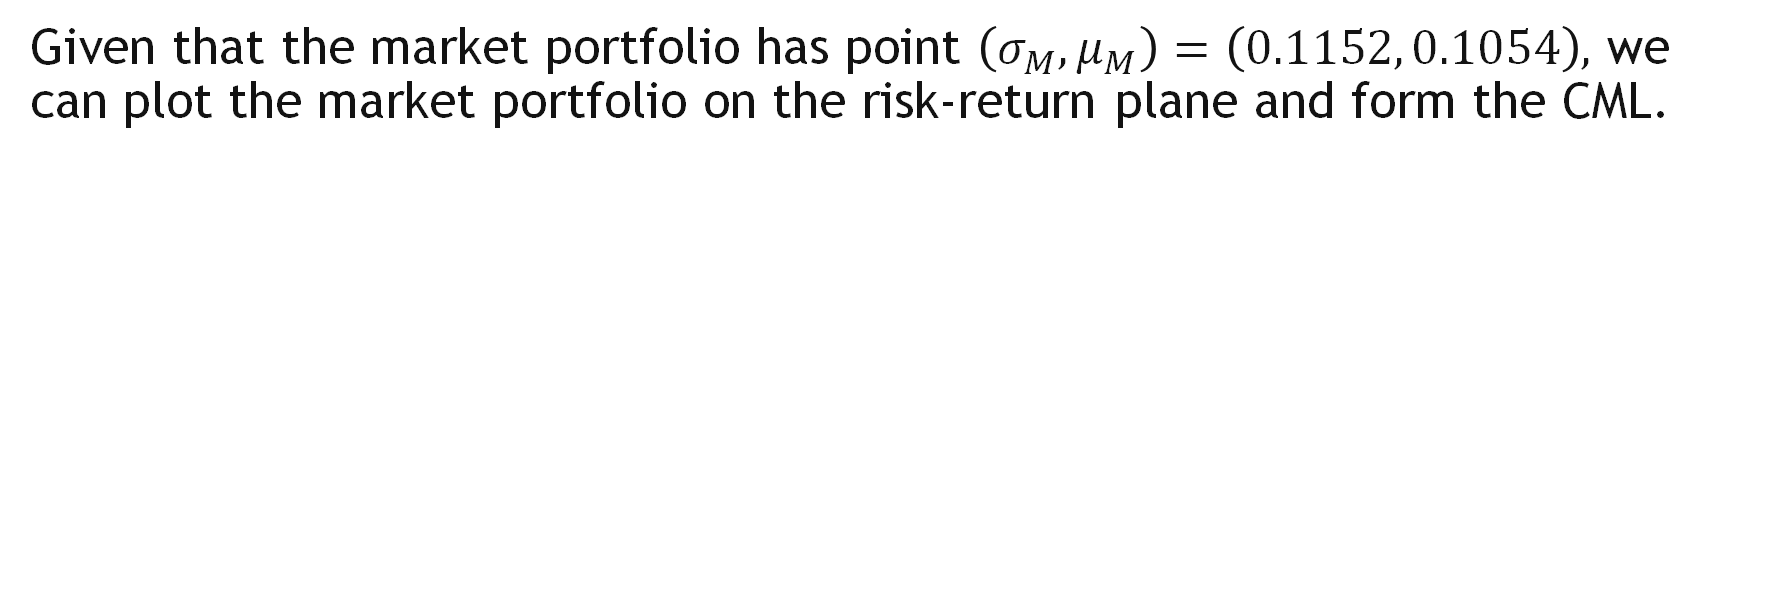 Given that the market portfolio has point (σ_M, μ_M) = (0.1152, 0.1054), we
can plot the market portfolio on the risk-return plane and form the CML.